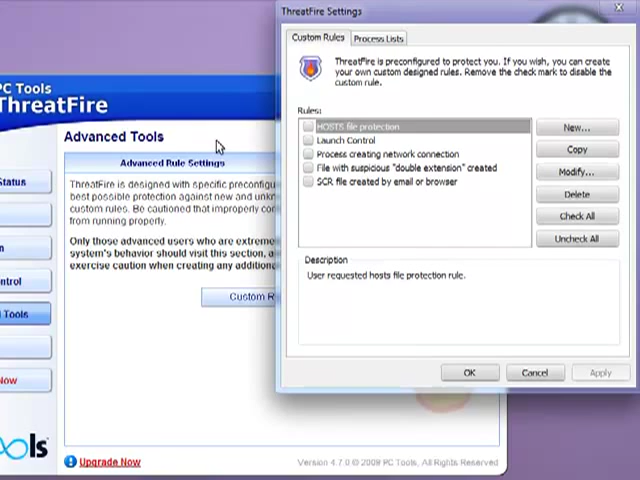 ThreatFire Settings
Custom Rules
Process Lists
ThreatFire is preconfigured to protect you. If you wish, you can create
your own custom designed rules. Remove the check mark to disable the
custom rule.
Rules:
HOSTS file protection
Launch Control
Process creating network connection
File with suspicious "double extension" created
SCR file created by email or browser
New...
Copy
Modify...
Delete
Check All
Uncheck All
Description
User requested hosts file protection rule.
OK
Cancel
Apply
PC Tools
ThreatFire
Status
ntrol
Tools
Now
Advanced Tools
Advanced Rule Settings
ThreatFire is designed with specific preconfigu
best possible protection against new and unkn
custom rules. Be cautioned that improperly con
from running properly.
Only those advanced users who are extreme
system's behavior should visit this section, a
exercise caution when creating any additiona
Custom R
ols
Upgrade Now
Version 4.7.0 © 2009 PC Tools. All Rights Reserved